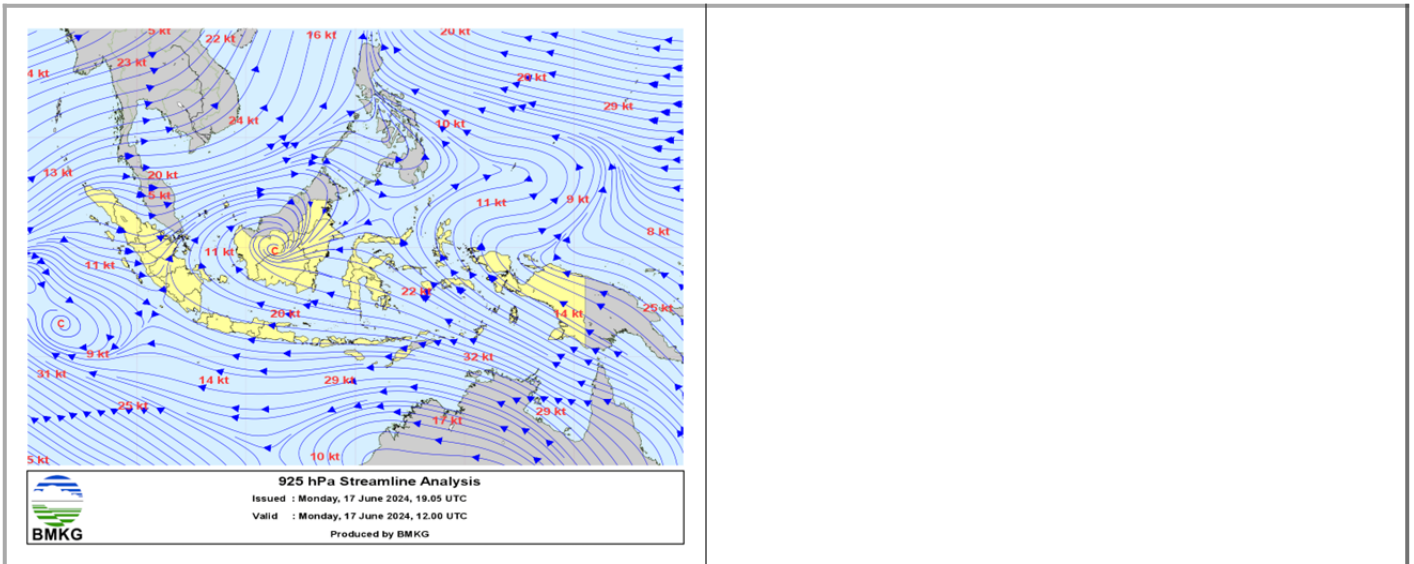 5 kt
22 kt
16 kt
20 kt
23 kt
4 kt
29 kt
24 kt
10 kt
13 kt
20 kt
5 kt
11 kt
9 kt
8 kt
11 kt
C
11 kt
22 kt
20 kt
14 kt
25 kt
C
9 kt
32 kt
31 kt
14 kt
29 kt
25 kt
29 kt
17 kt
10 kt
5 kt
925 hPa Streamline Analysis
Issued : Monday, 17 June 2024, 19.05 UTC
Valid : Monday, 17 June 2024, 12.00 UTC
Produced by BMKG
BMKG